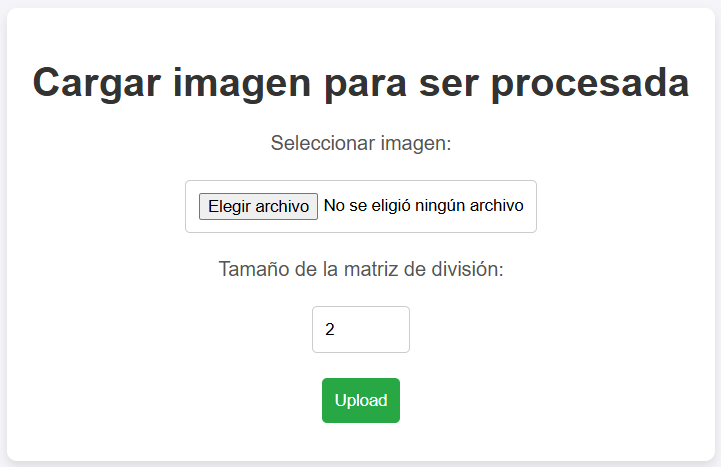 Cargar imagen para ser procesada
Seleccionar imagen:
Elegir archivo No se eligió ningún archivo
Tamaño de la matriz de división:
2
Upload